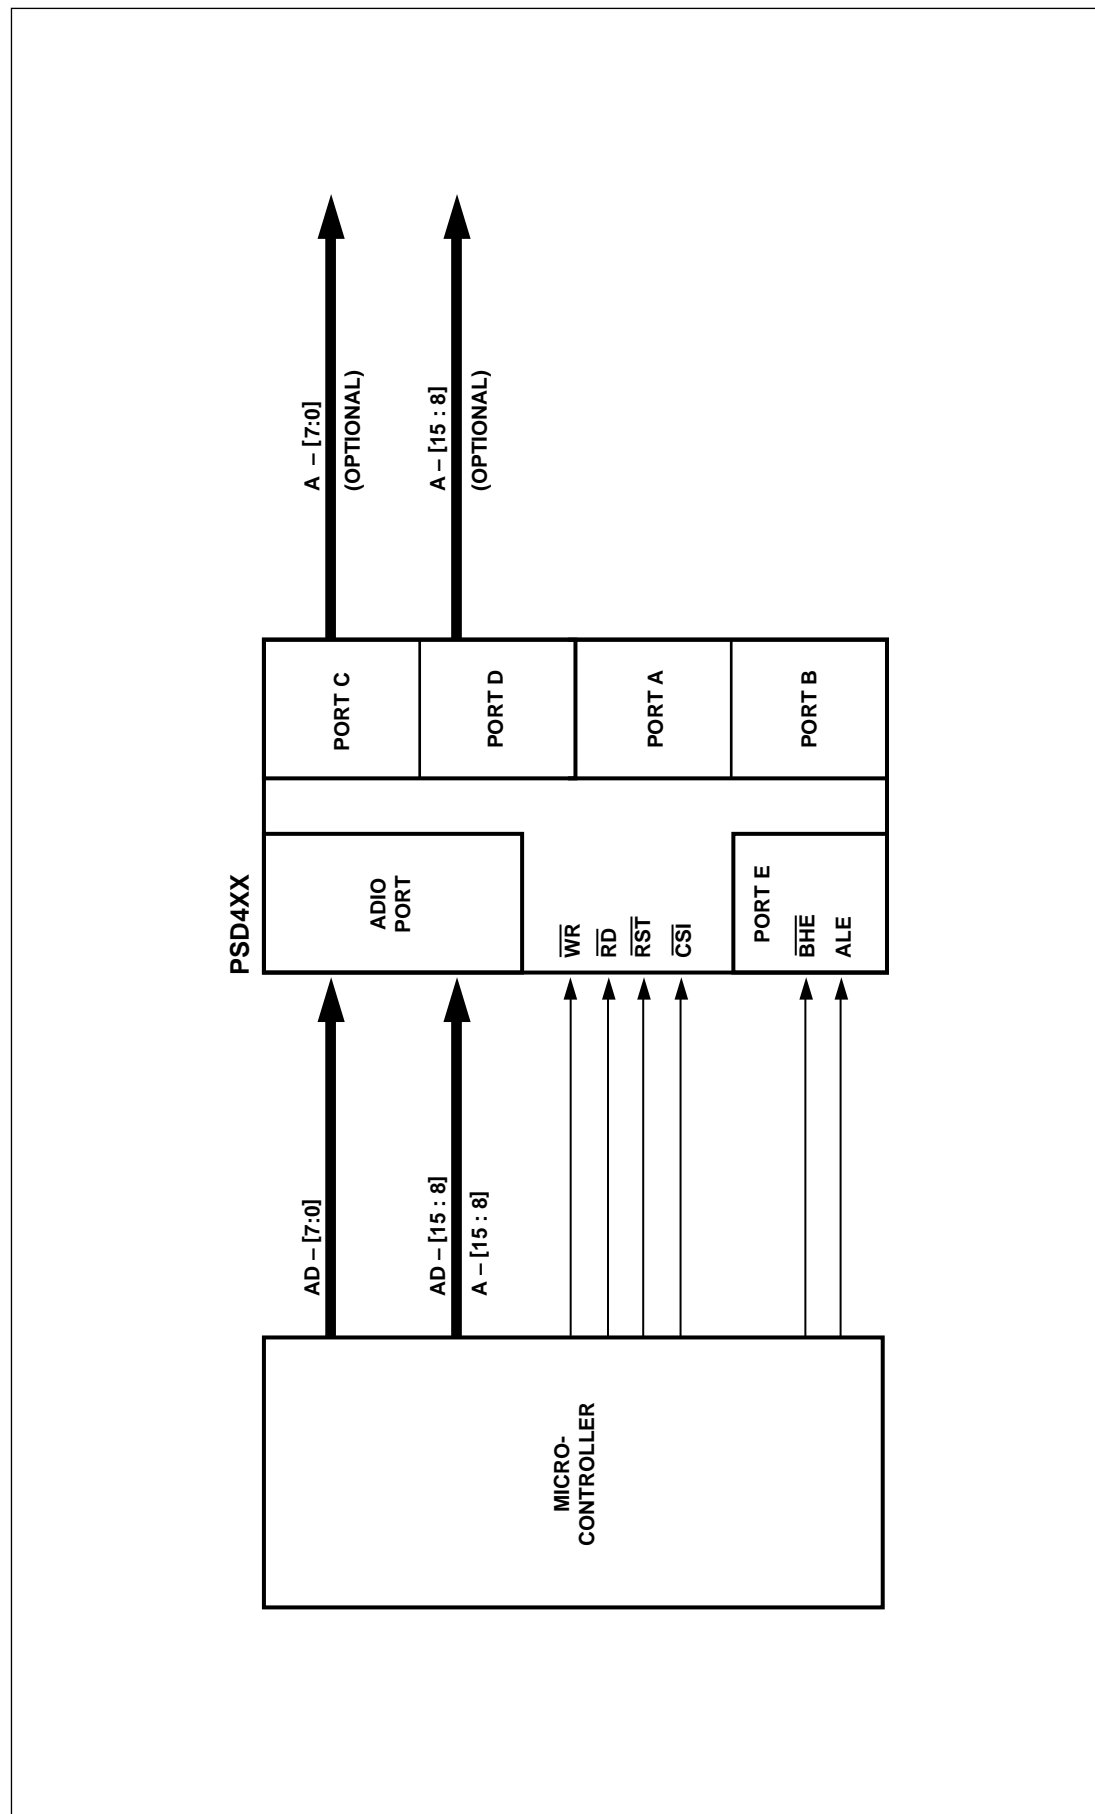 PSD4XX
MICRO-
CONTROLLER
AD – [7:0]
AD – [15 : 8]
A – [15 : 8]
ADIO
PORT
W̅R̅
R̅D̅
R̅S̅T̅
C̅S̅I̅
PORT E
B̅H̅E̅
ALE
PORT C
PORT D
PORT A
PORT B
A – [7:0]
(OPTIONAL)
A – [15 : 8]
(OPTIONAL)